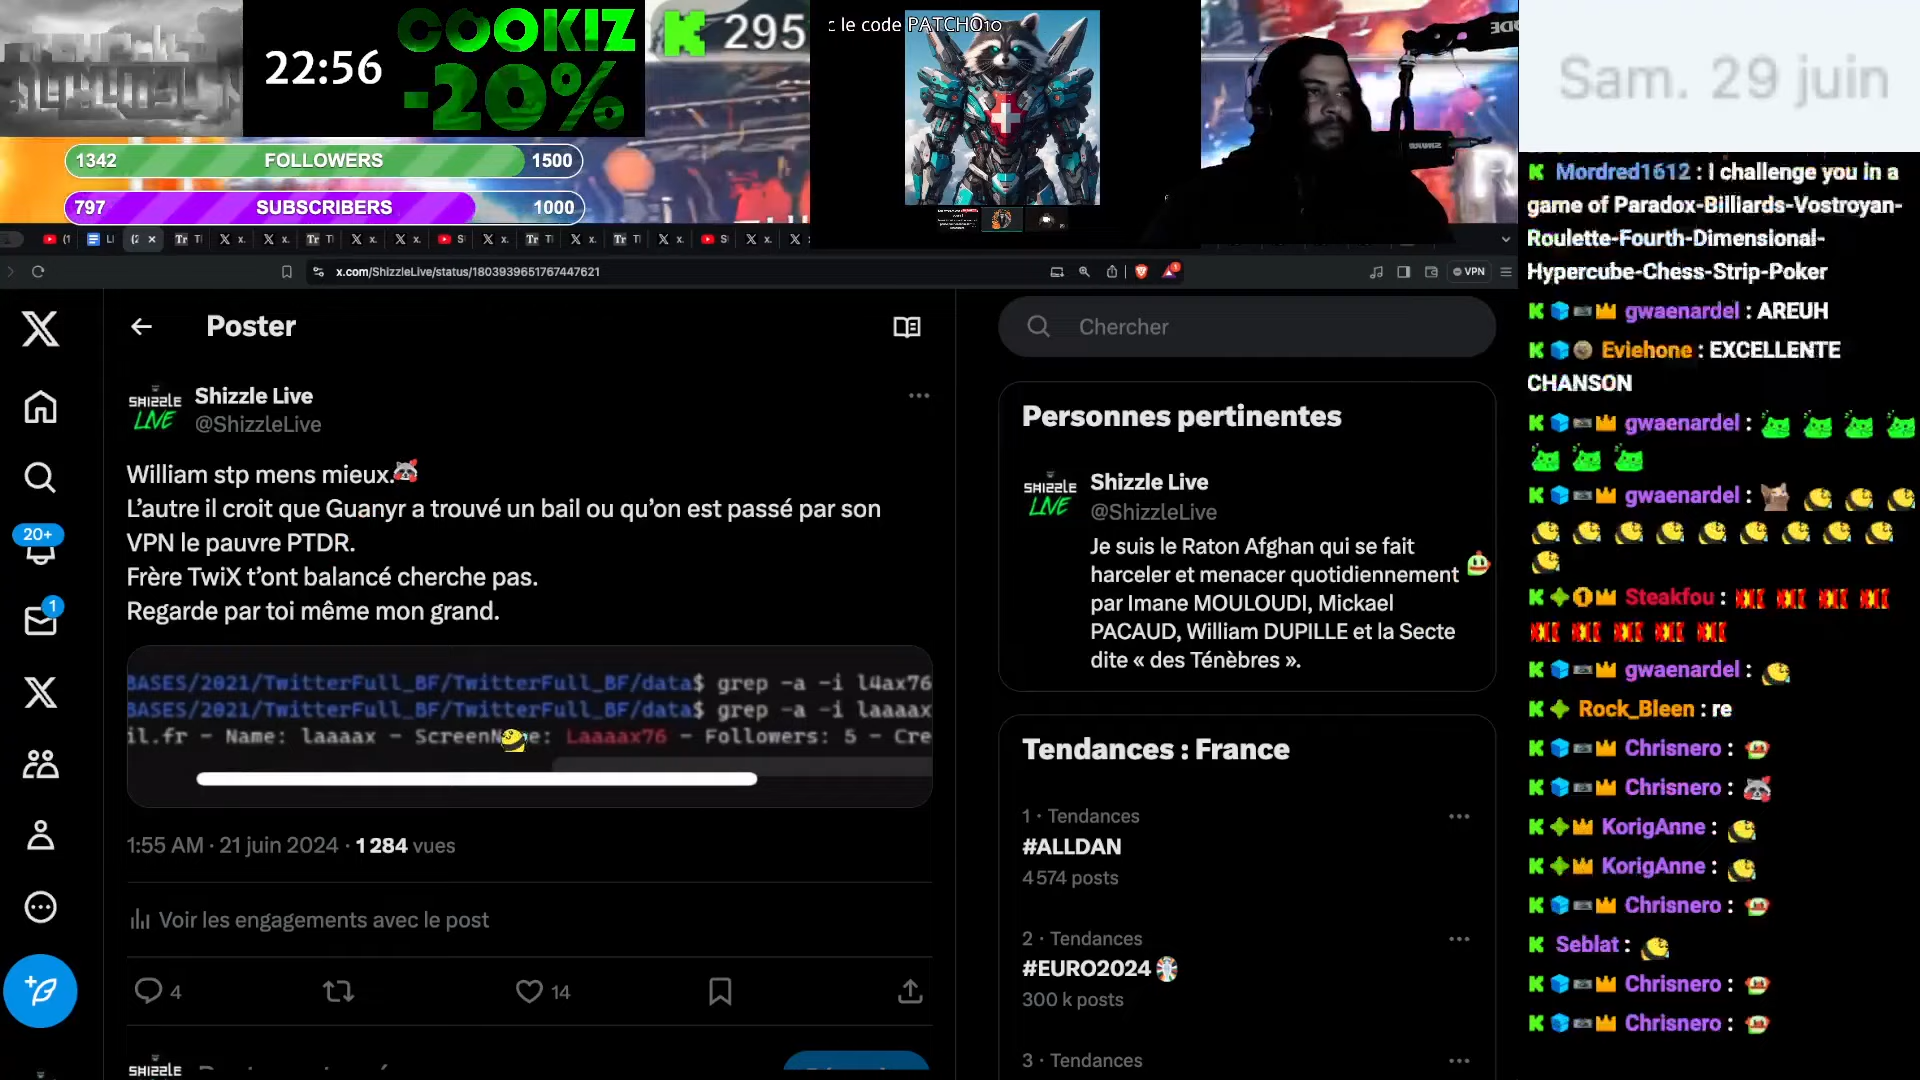 22:56
COOKIZ
-20%
295
c le code PATCHO10
Sam. 29 juin
1342 FOLLOWERS 1500
797 SUBSCRIBERS 1000
x.com/ShizzleLive/status/1803939651767447621
VPN
Poster
Chercher
SHIZZLE
LIVE
Shizzle Live
@ShizzleLive
William stp mens mieux.
L’autre il croit que Guanyr a trouvé un bail ou qu’on est passé par son
VPN le pauvre PTDR.
Frère TwiX t’ont balancé cherche pas.
Regarde par toi même mon grand.
BASES/2021/TwitterFull_BF/TwitterFull_BF/data$ grep -a -i l4ax76
BASES/2021/TwitterFull_BF/TwitterFull_BF/data$ grep -a -i laaaax
il.fr - Name: laaaax - ScreenN e: Laaaax76 - Followers: 5 - Cre
1:55 AM · 21 juin 2024 · 1 284 vues
Voir les engagements avec le post
4
14
SHIZZLE
20+
1
Personnes pertinentes
SHIZZLE
LIVE
Shizzle Live
@ShizzleLive
Je suis le Raton Afghan qui se fait
harceler et menacer quotidiennement
par Imane MOULOUDI, Mickael
PACAUD, William DUPILLE et la Secte
dite « des Ténèbres ».
Tendances : France
1 · Tendances
#ALLDAN
4 574 posts
2 · Tendances
#EURO2024
300 k posts
3 · Tendances
Mordred1612 : I challenge you in a
game of Paradox-Billiards-Vostroyan-
Roulette-Fourth-Dimensional-
Hypercube-Chess-Strip-Poker
gwaenardel : AREUH
Eviehone : EXCELLENTE
CHANSON
gwaenardel :
gwaenardel :
Steakfou :
gwaenardel :
Rock_Bleen : re
Chrisnero :
Chrisnero :
KorigAnne :
KorigAnne :
Chrisnero :
Seblat :
Chrisnero :
Chrisnero :